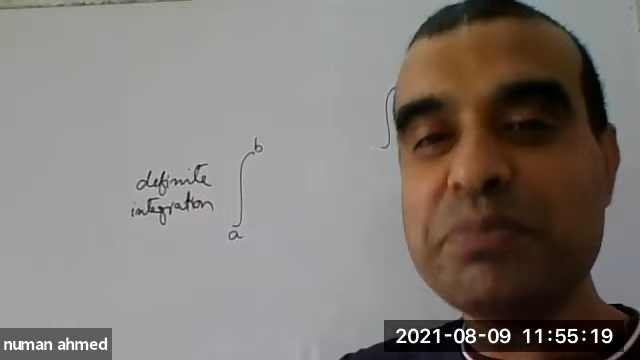 definite
integration
∫
b
a
∫
numan ahmed
2021-08-09 11:55:19